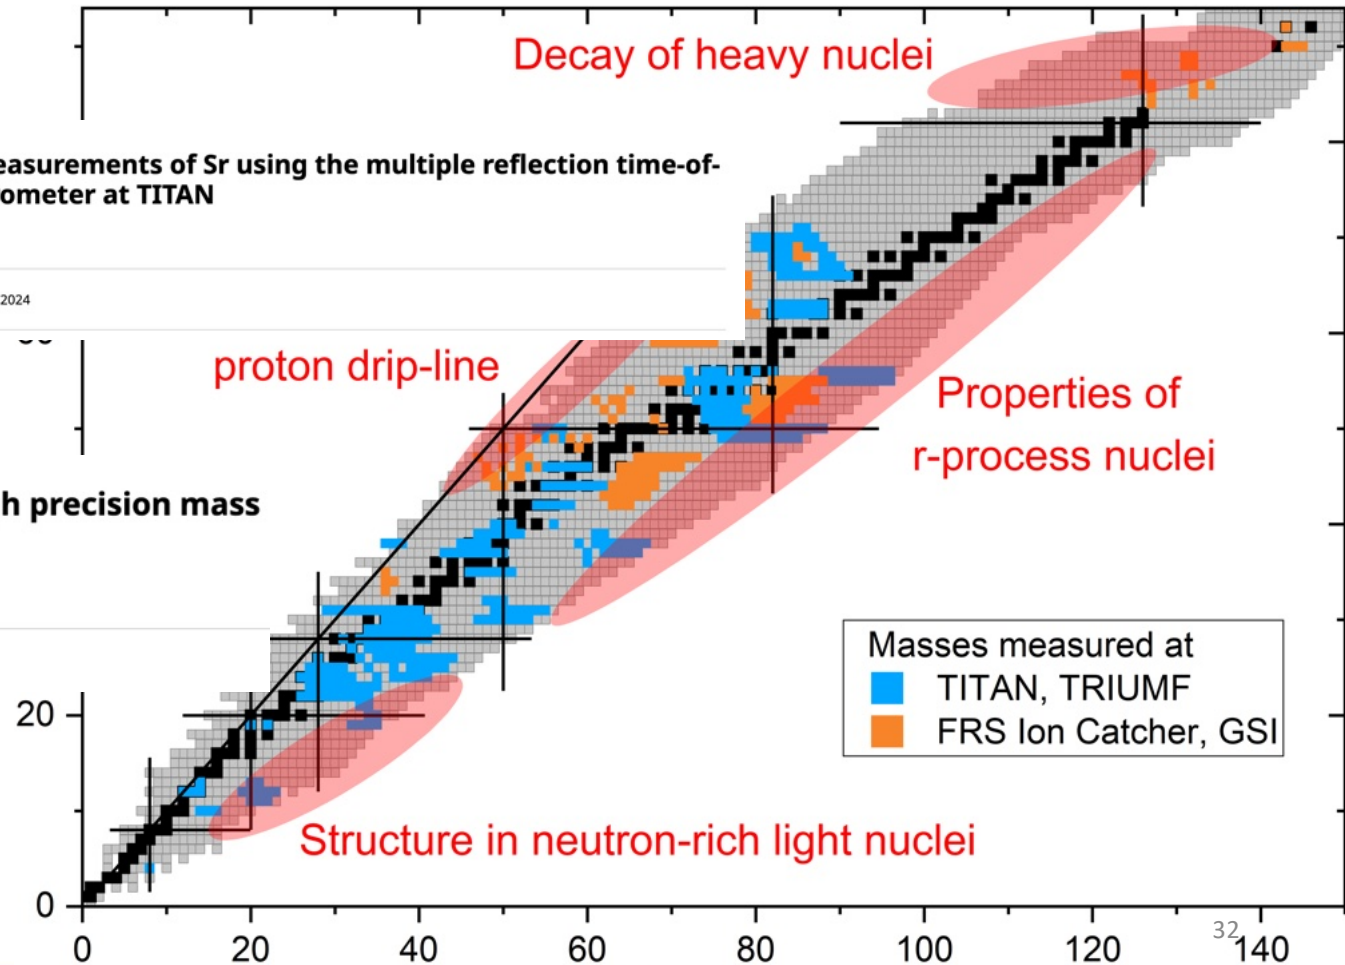 Decay of heavy nuclei
easurements of Sr using the multiple reflection time-of-
ometer at TITAN
2024
proton drip-line
Properties of
r-process nuclei
h precision mass
Masses measured at
TITAN, TRIUMF
FRS Ion Catcher, GSI
20
Structure in neutron-rich light nuclei
0
32
0 20 40 60 80 100 120 140